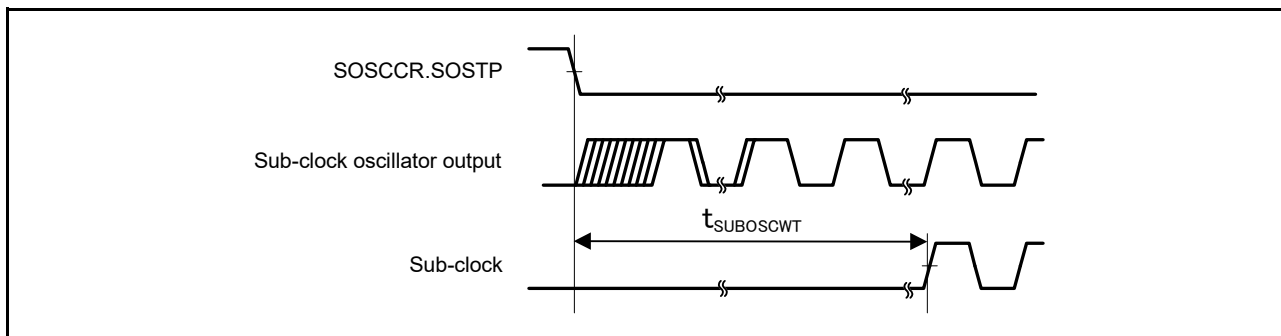 SOSCCR.SOSTP
Sub-clock oscillator output
tSUBOSCWT
Sub-clock